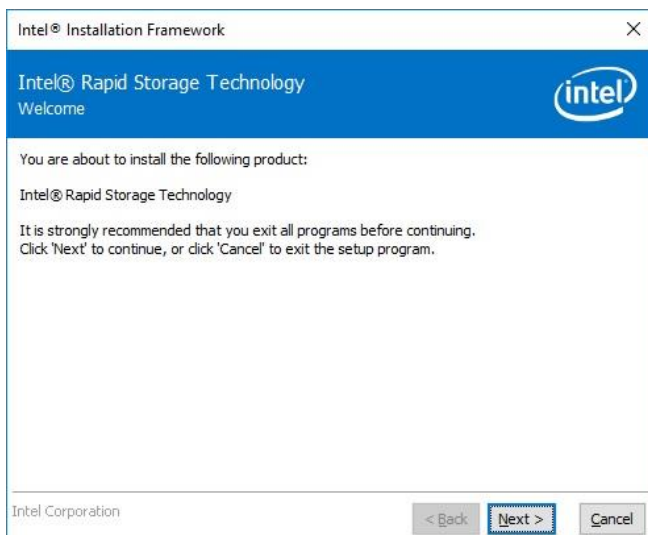 Intel® Installation Framework
Intel® Rapid Storage Technology
Welcome
intel
You are about to install the following product:
Intel® Rapid Storage Technology
It is strongly recommended that you exit all programs before continuing.
Click 'Next' to continue, or click 'Cancel' to exit the setup program.
Intel Corporation
< Back Next > Cancel